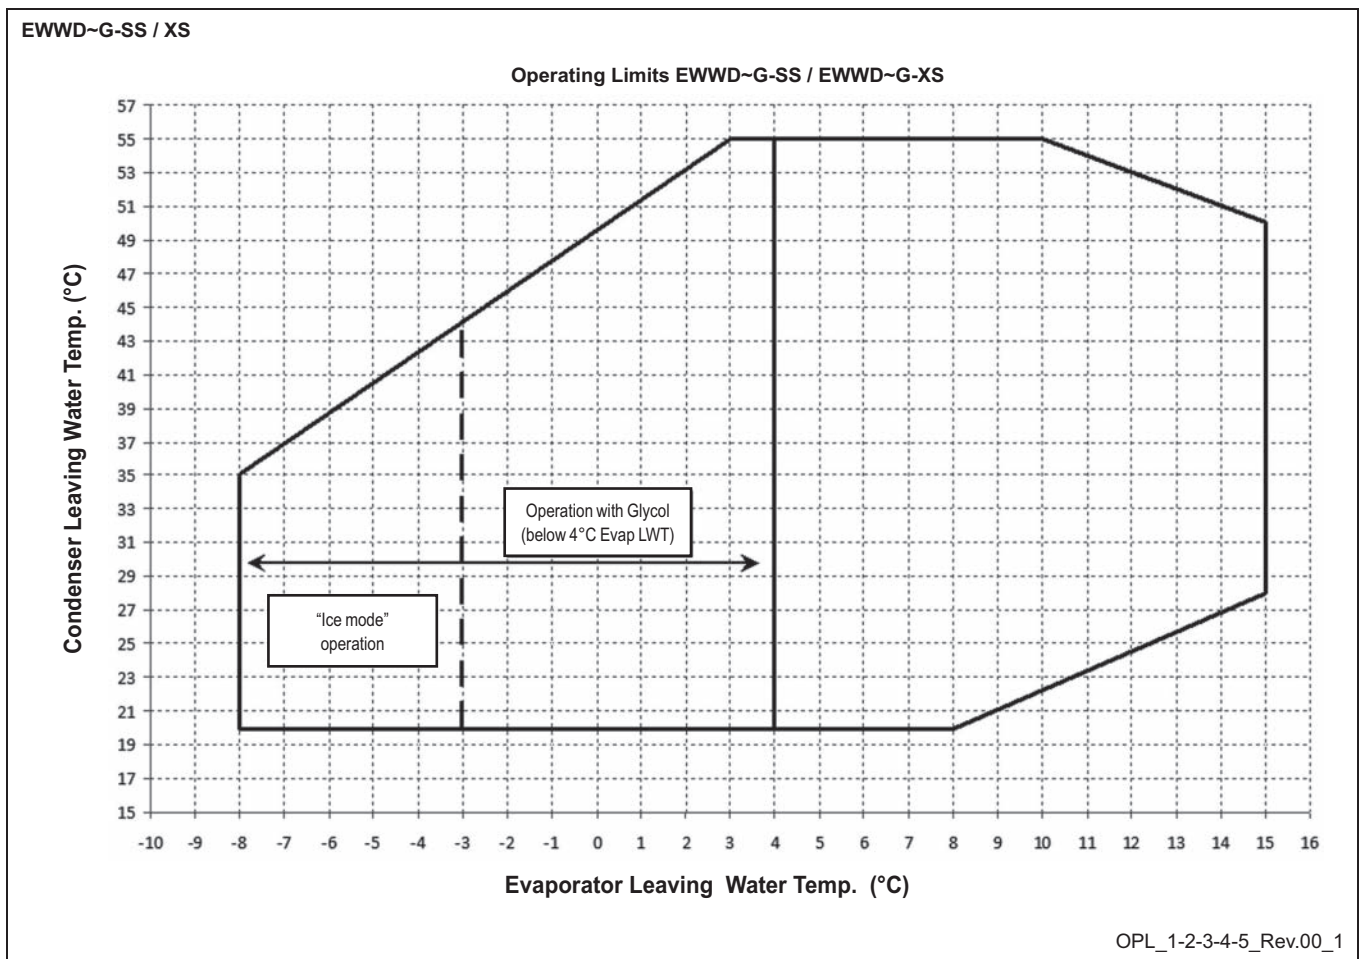 EWWD~G-SS / XS
Operating Limits EWWD~G-SS / EWWD~G-XS
Condenser Leaving Water Temp. (°C)
57
55
53
51
49
47
45
43
41
39
37
35
33
31
29
27
25
23
21
19
17
15
Operation with Glycol
(below 4°C Evap LWT)
“Ice mode”
operation
-10 -9 -8 -7 -6 -5 -4 -3 -2 -1 0 1 2 3 4 5 6 7 8 9 10 11 12 13 14 15 16
Evaporator Leaving Water Temp. (°C)
OPL_1-2-3-4-5_Rev.00_1